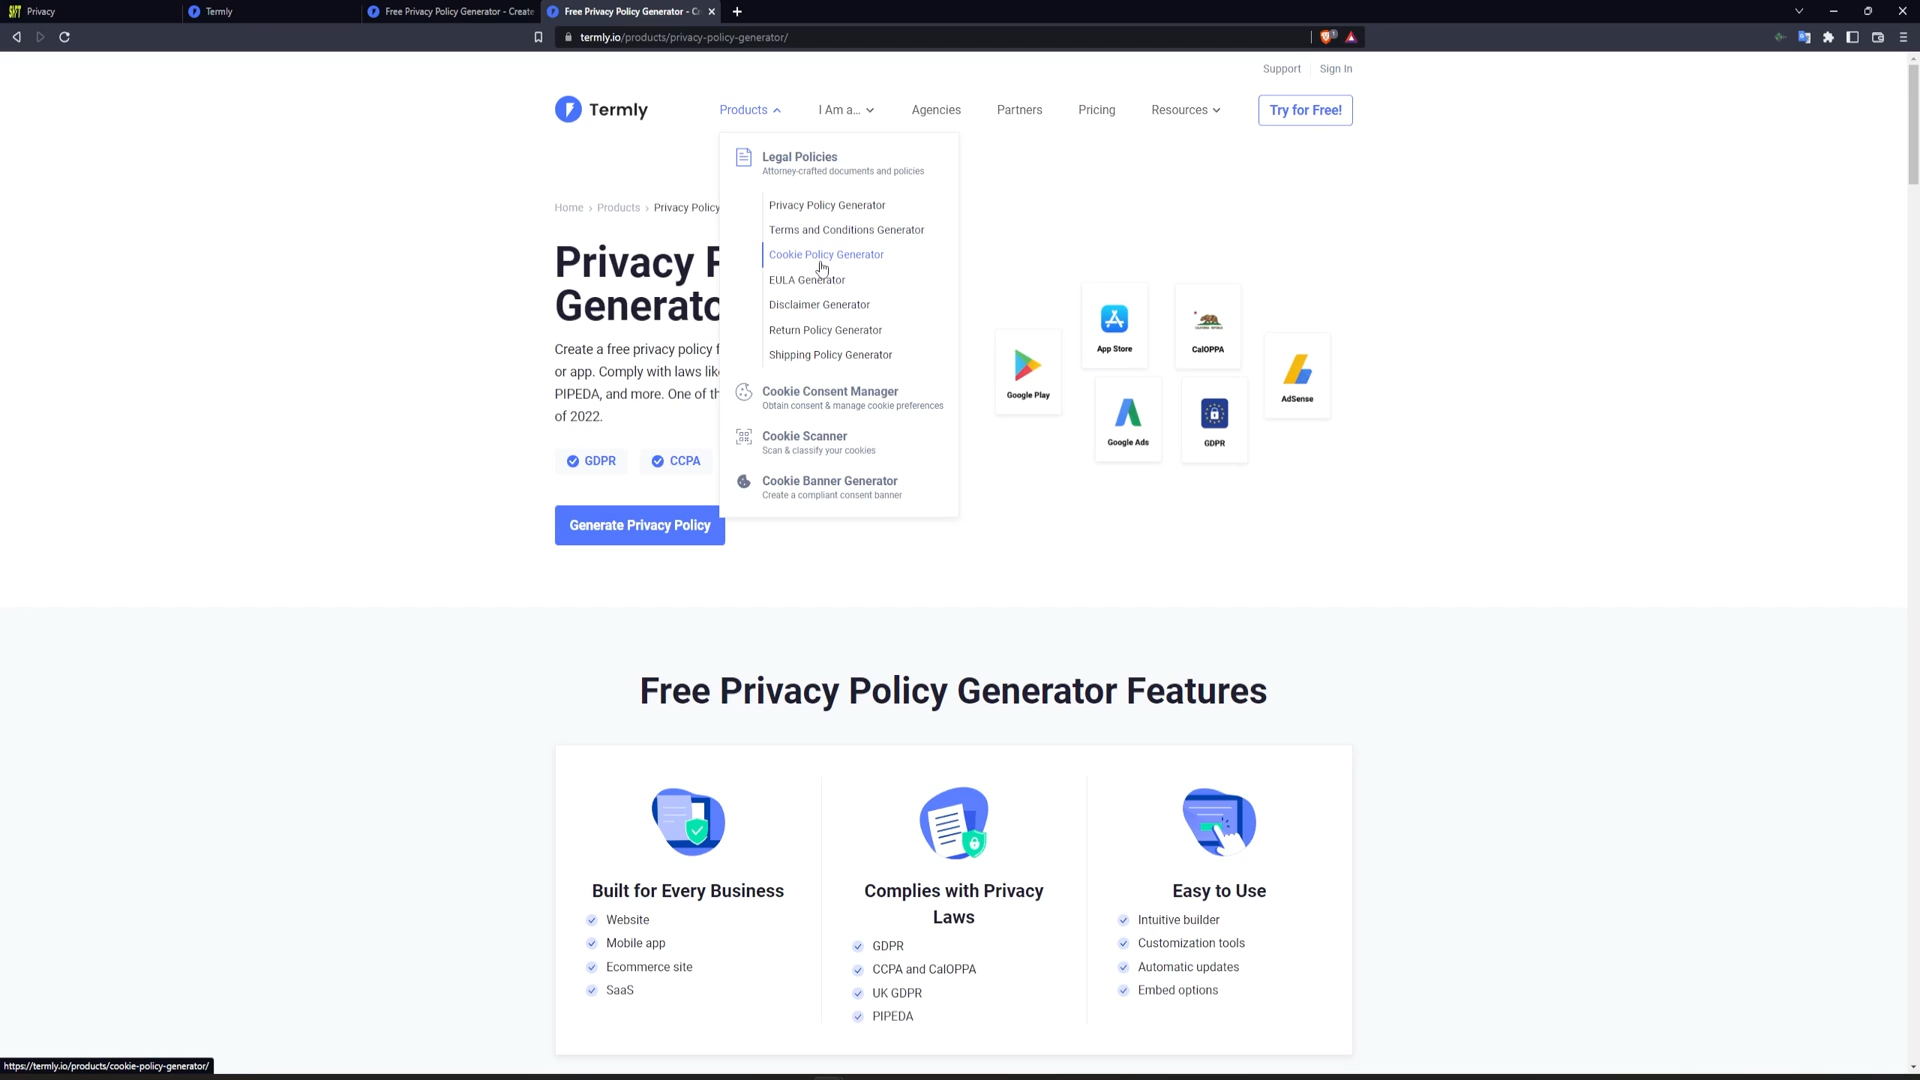 Privacy
Termly
Free Privacy Policy Generator - Create
Free Privacy Policy Generator - C
termly.io/products/privacy-policy-generator/
1
Support
Sign In
Termly
Products
I Am a...
Agencies
Partners
Pricing
Resources
Try for Free!
Legal Policies
Attorney-crafted documents and policies
Privacy Policy Generator
Terms and Conditions Generator
Cookie Policy Generator
EULA Generator
Disclaimer Generator
Return Policy Generator
Shipping Policy Generator
Cookie Consent Manager
Obtain consent & manage cookie preferences
Cookie Scanner
Scan & classify your cookies
Cookie Banner Generator
Create a compliant consent banner
Home › Products › Privacy Policy
Privacy P
Generato
Create a free privacy policy f
or app. Comply with laws lik
PIPEDA, and more. One of th
of 2022.
GDPR
CCPA
Generate Privacy Policy
Google Play
App Store
CalOPPA
AdSense
Google Ads
GDPR
Free Privacy Policy Generator Features
Built for Every Business
Website
Mobile app
Ecommerce site
SaaS
Complies with Privacy
Laws
GDPR
CCPA and CalOPPA
UK GDPR
PIPEDA
Easy to Use
Intuitive builder
Customization tools
Automatic updates
Embed options
https://termly.io/products/cookie-policy-generator/